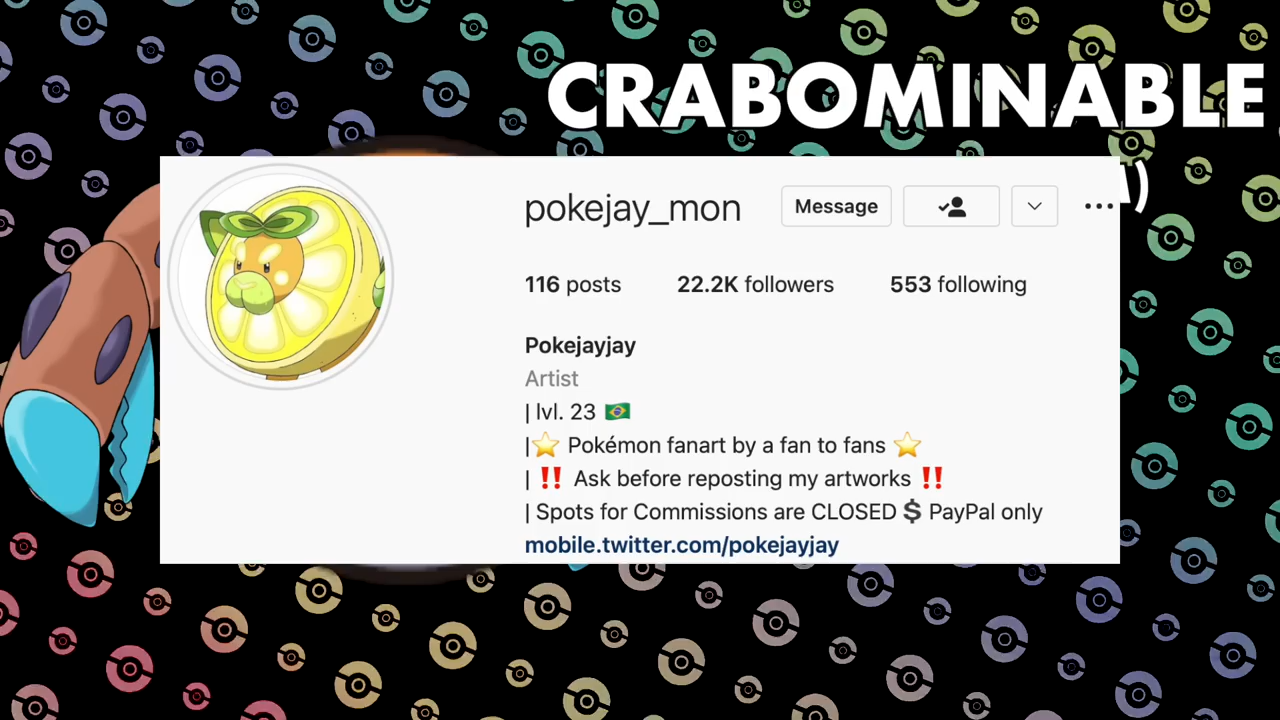 CRABOMINABLE
)
pokejay_mon Message
116 posts 22.2K followers 553 following
Pokejayjay
Artist
| lvl. 23 🇧🇷
|⭐ Pokémon fanart by a fan to fans ⭐
| ‼️ Ask before reposting my artworks ‼️
| Spots for Commissions are CLOSED 💲 PayPal only
mobile.twitter.com/pokejayjay